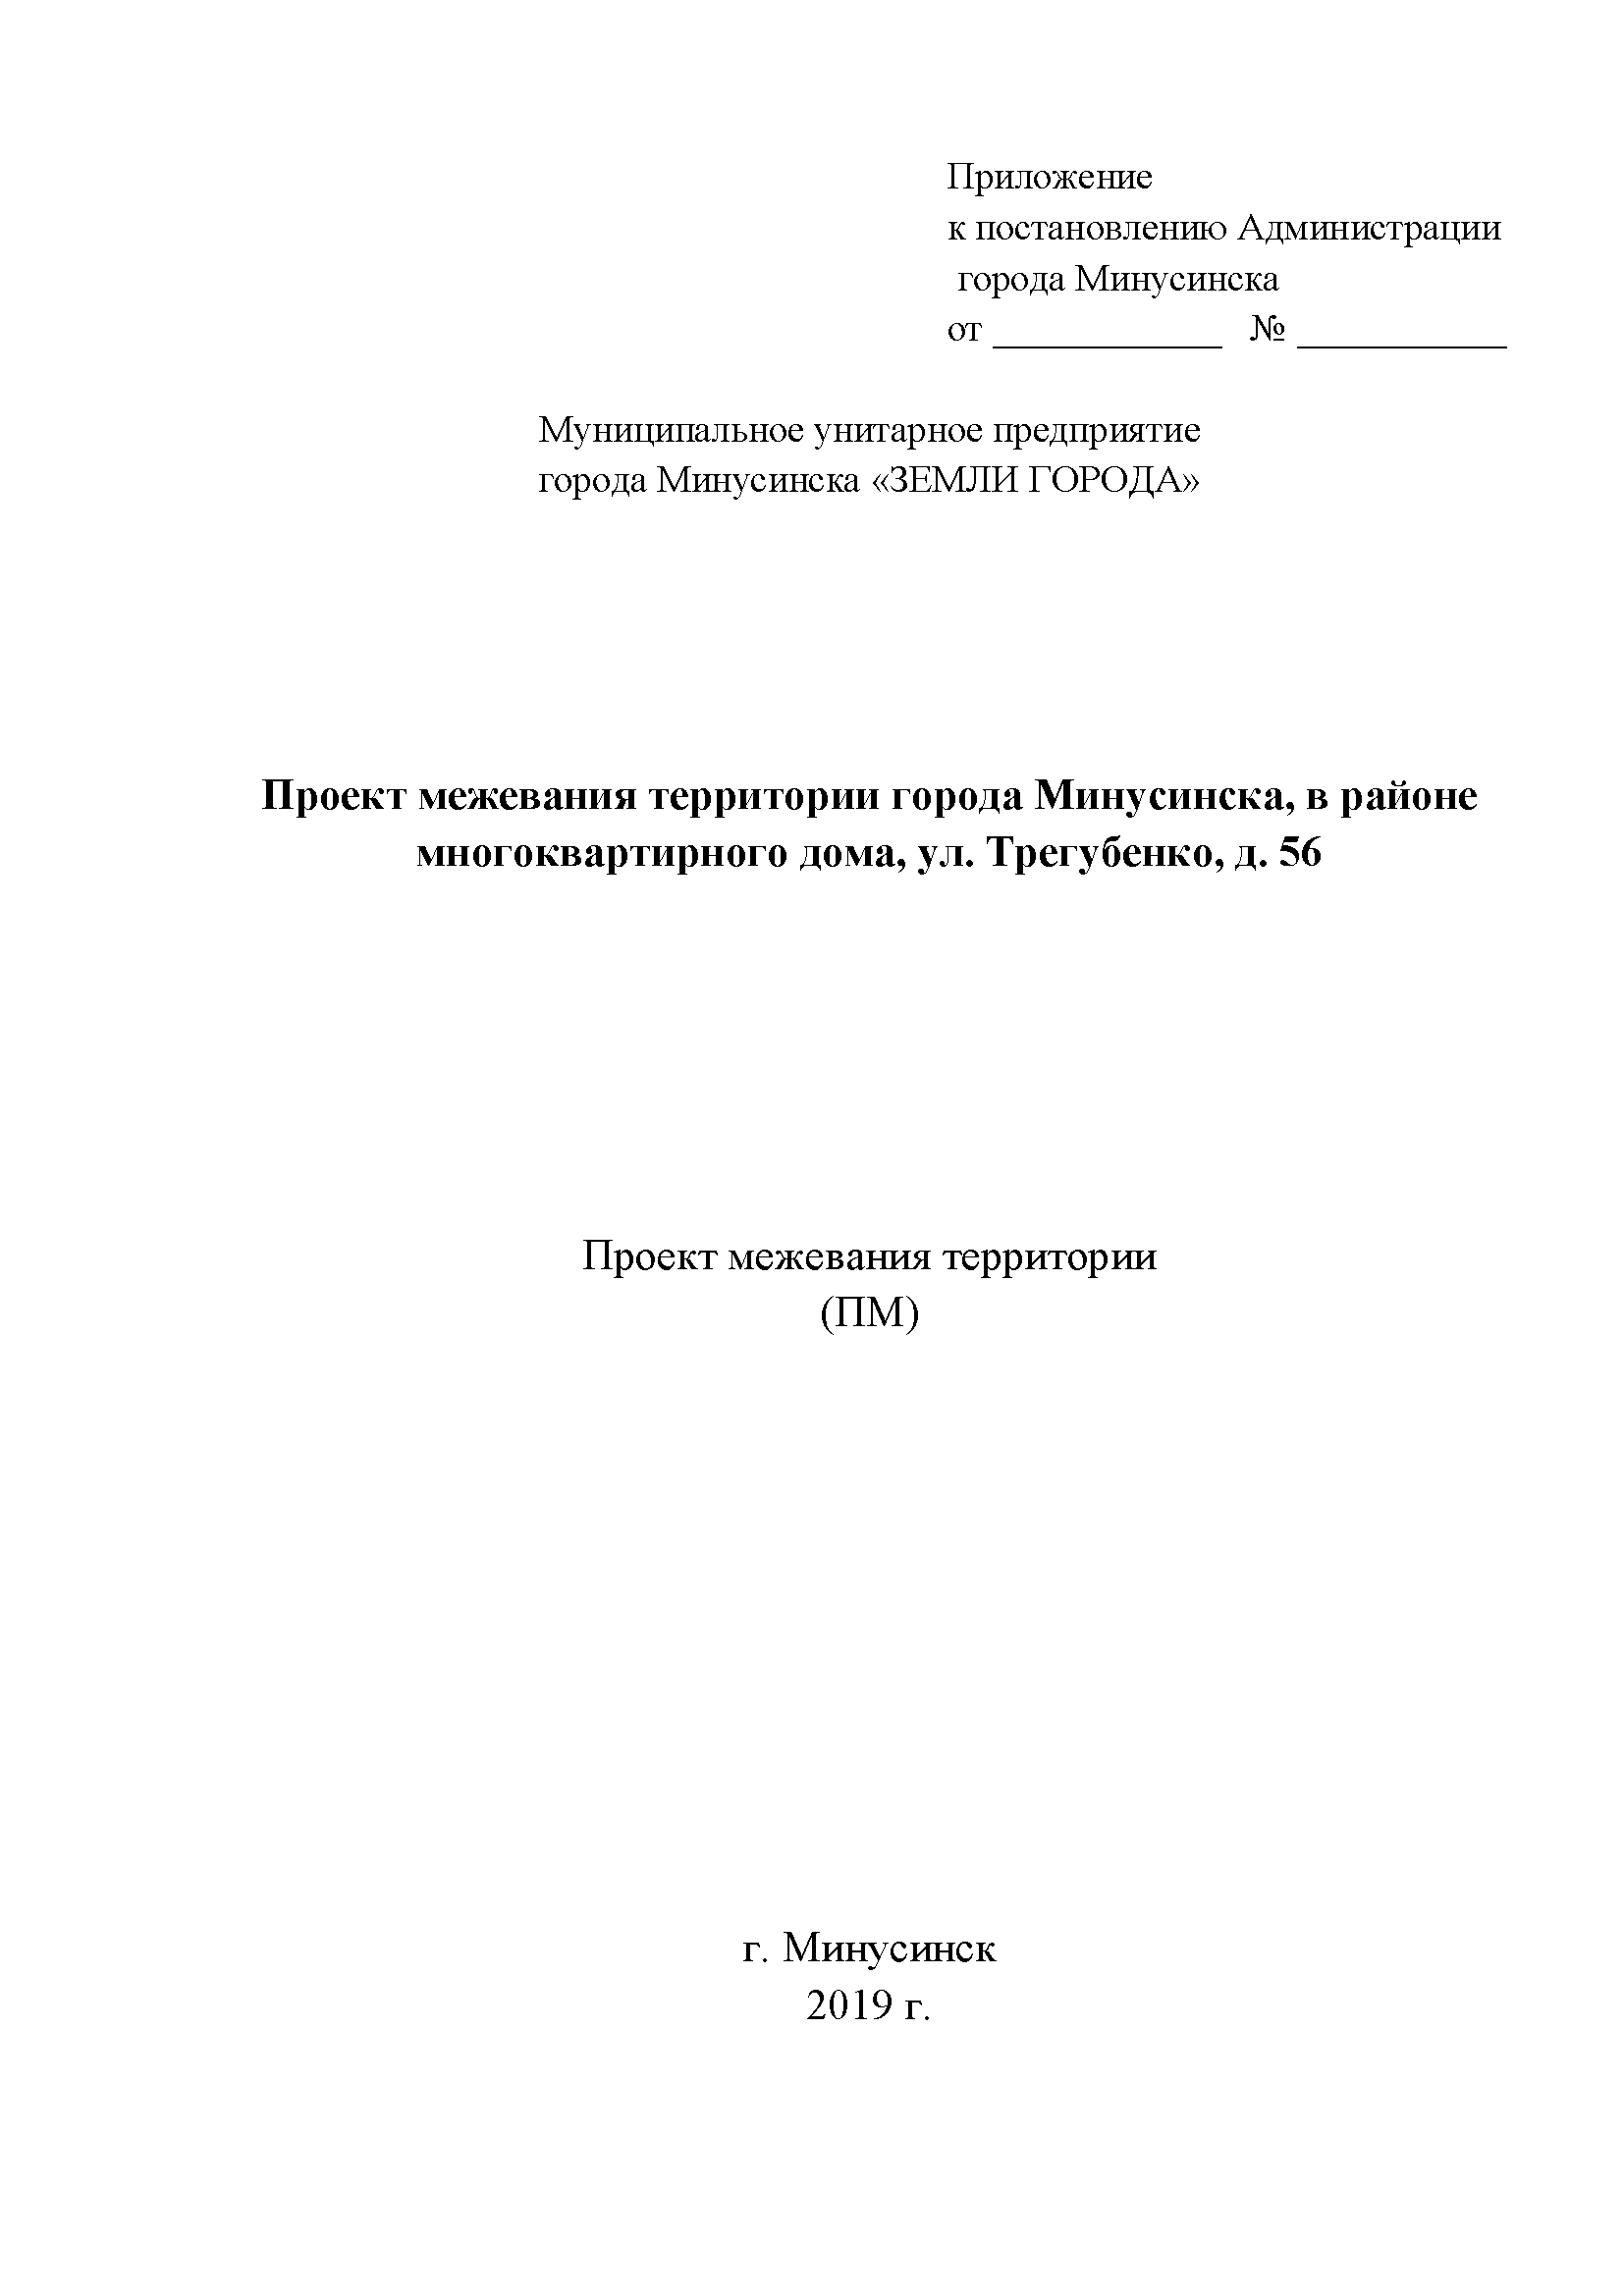 Приложение
к постановлению Администрации
города Минусинска
от ___________ № __________
Муниципальное унитарное предприятие
города Минусинска «ЗЕМЛИ ГОРОДА»
Проект межевания территории города Минусинска, в районе
многоквартирного дома, ул. Трегубенко, д. 56
Проект межевания территории
(ПМ)
г. Минусинск
2019 г.